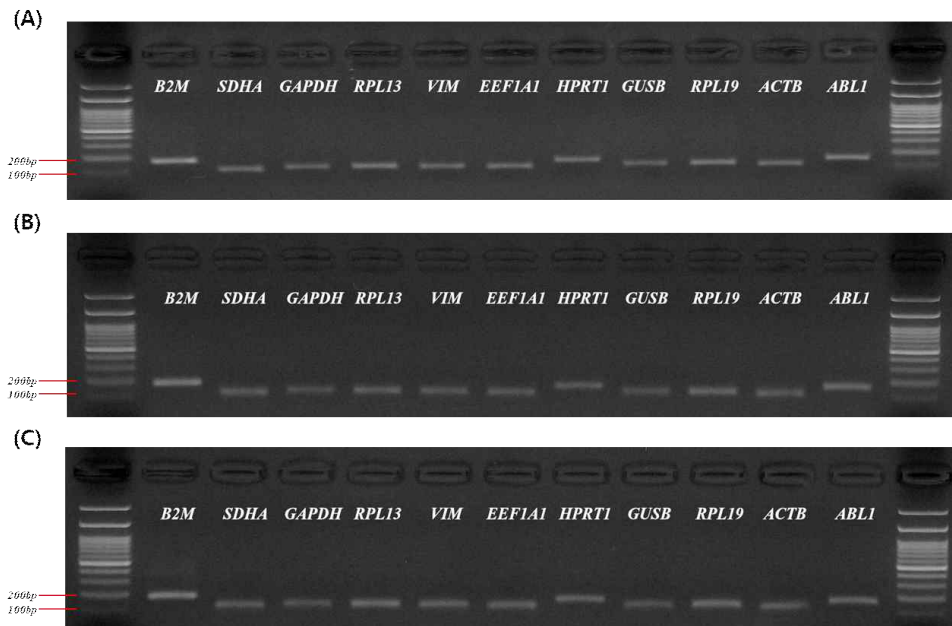 (A)
B2M SDHA GAPDH RPL13 VIM EEF1A1 HPRT1 GUSB RPL19 ACTB ABL1
200bp
100bp
(B)
B2M SDHA GAPDH RPL13 VIM EEF1A1 HPRT1 GUSB RPL19 ACTB ABL1
200bp
100bp
(C)
B2M SDHA GAPDH RPL13 VIM EEF1A1 HPRT1 GUSB RPL19 ACTB ABL1
200bp
100bp